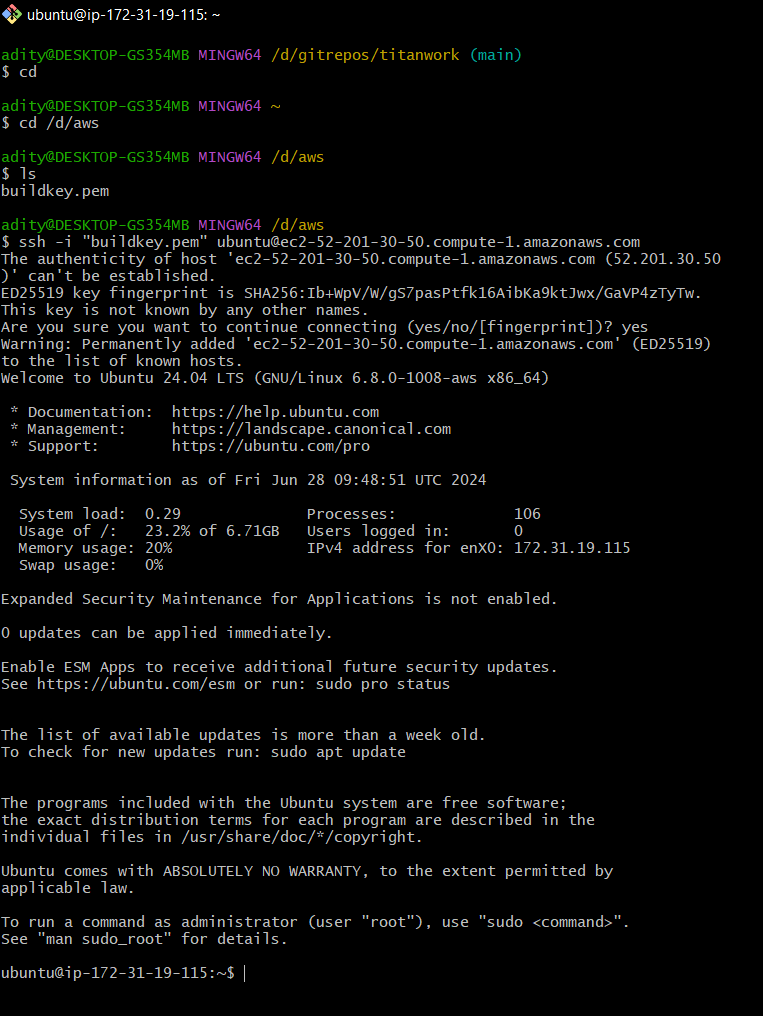 ubuntu@ip-172-31-19-115: ~
adity@DESKTOP-GS354MB MINGW64 /d/gitrepos/titanwork (main)
$ cd
adity@DESKTOP-GS354MB MINGW64 ~
$ cd /d/aws
adity@DESKTOP-GS354MB MINGW64 /d/aws
$ ls
buildkey.pem
adity@DESKTOP-GS354MB MINGW64 /d/aws
$ ssh -i "buildkey.pem" ubuntu@ec2-52-201-30-50.compute-1.amazonaws.com
The authenticity of host 'ec2-52-201-30-50.compute-1.amazonaws.com (52.201.30.50
)' can't be established.
ED25519 key fingerprint is SHA256:Ib+WpV/W/gS7pasPtfk16AibKa9ktJwx/GaVP4zTyTw.
This key is not known by any other names.
Are you sure you want to continue connecting (yes/no/[fingerprint])? yes
Warning: Permanently added 'ec2-52-201-30-50.compute-1.amazonaws.com' (ED25519)
to the list of known hosts.
Welcome to Ubuntu 24.04 LTS (GNU/Linux 6.8.0-1008-aws x86_64)
* Documentation:  https://help.ubuntu.com
* Management:     https://landscape.canonical.com
* Support:        https://ubuntu.com/pro
System information as of Fri Jun 28 09:48:51 UTC 2024
System load:  0.29              Processes:             106
Usage of /:   23.2% of 6.71GB   Users logged in:       0
Memory usage: 20%               IPv4 address for enX0: 172.31.19.115
Swap usage:   0%
Expanded Security Maintenance for Applications is not enabled.
0 updates can be applied immediately.
Enable ESM Apps to receive additional future security updates.
See https://ubuntu.com/esm or run: sudo pro status
The list of available updates is more than a week old.
To check for new updates run: sudo apt update
The programs included with the Ubuntu system are free software;
the exact distribution terms for each program are described in the
individual files in /usr/share/doc/*/copyright.
Ubuntu comes with ABSOLUTELY NO WARRANTY, to the extent permitted by
applicable law.
To run a command as administrator (user "root"), use "sudo <command>".
See "man sudo_root" for details.
ubuntu@ip-172-31-19-115:~$